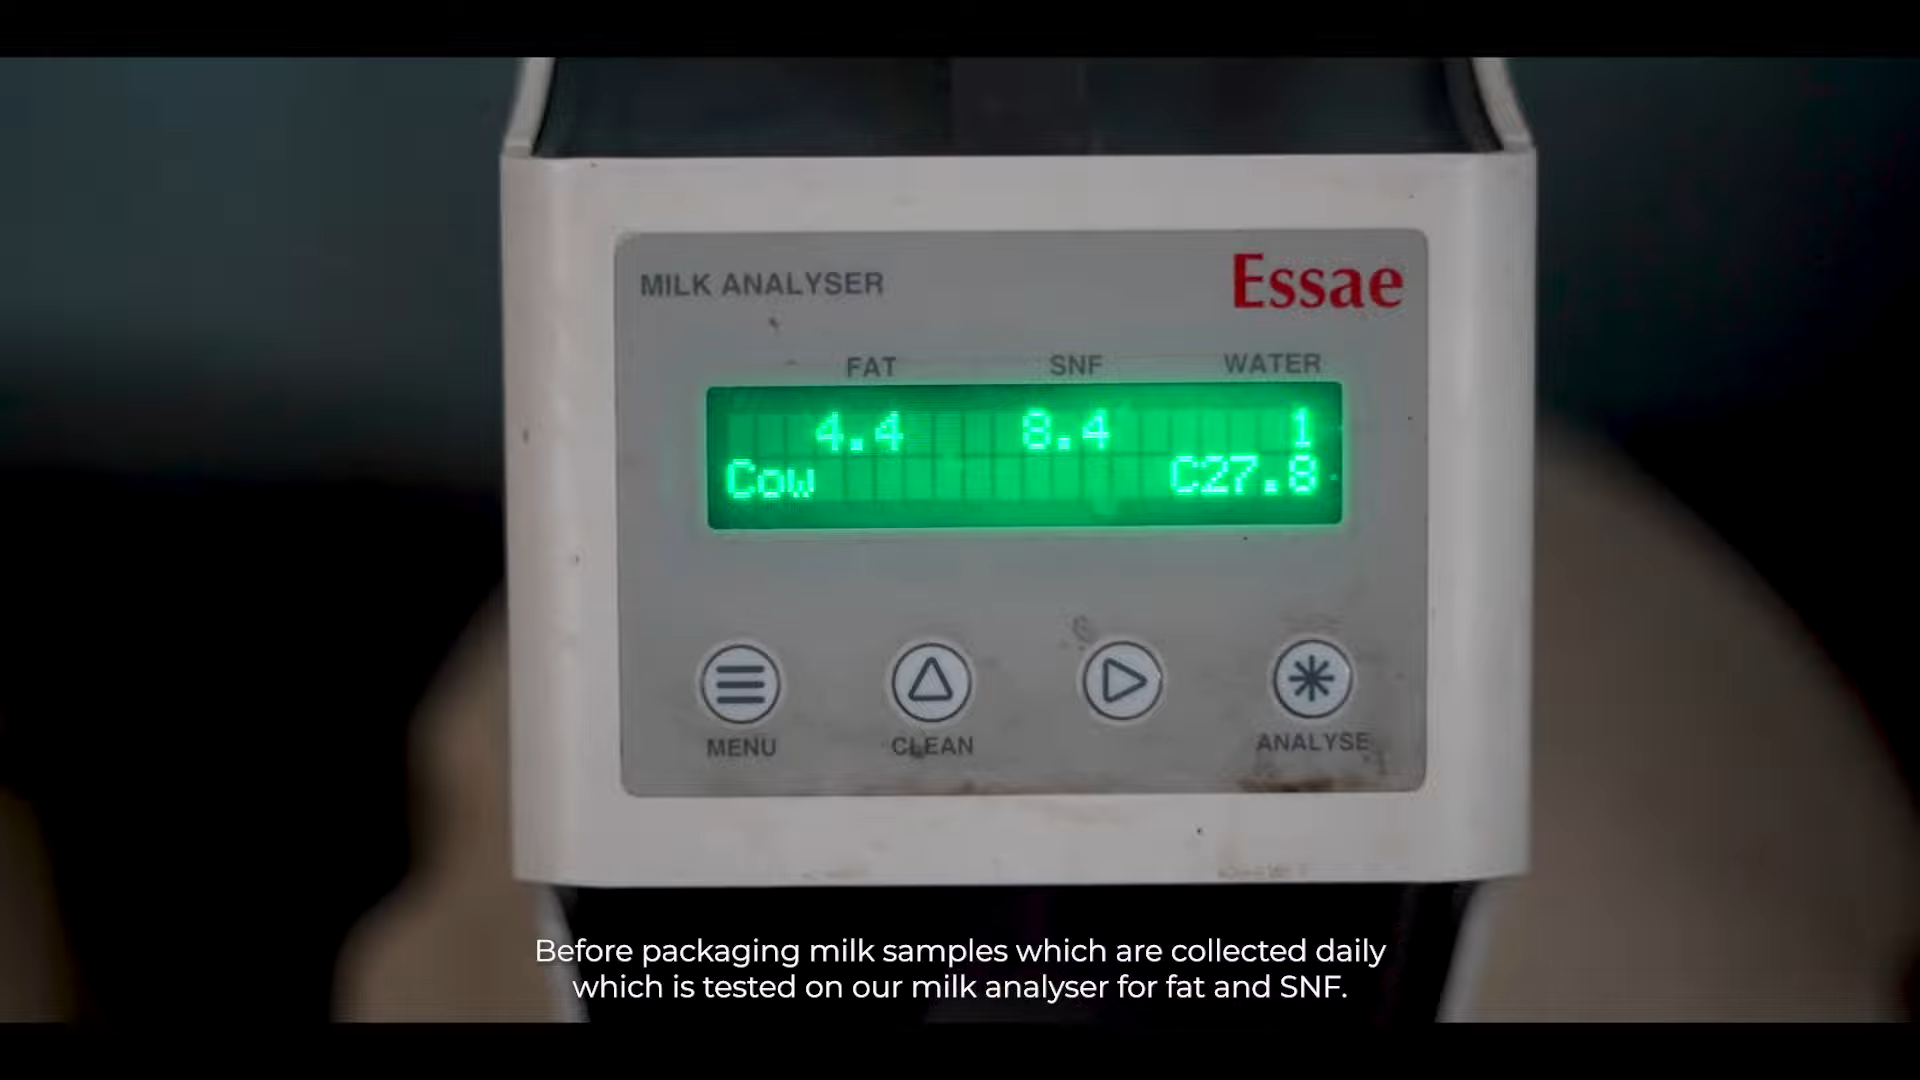 MILK ANALYSER Essae
FAT SNF WATER
4.4 8.4 1
Cow C27.8
MENU CLEAN ANALYSE
Before packaging milk samples which are collected daily
which is tested on our milk analyser for fat and SNF.